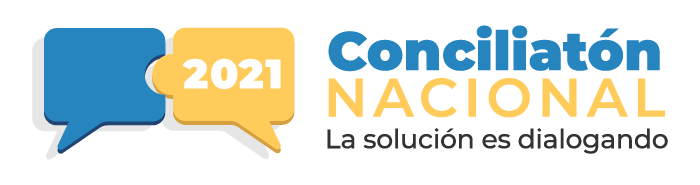 2021
Conciliatón
NACIONAL
La solución es dialogando